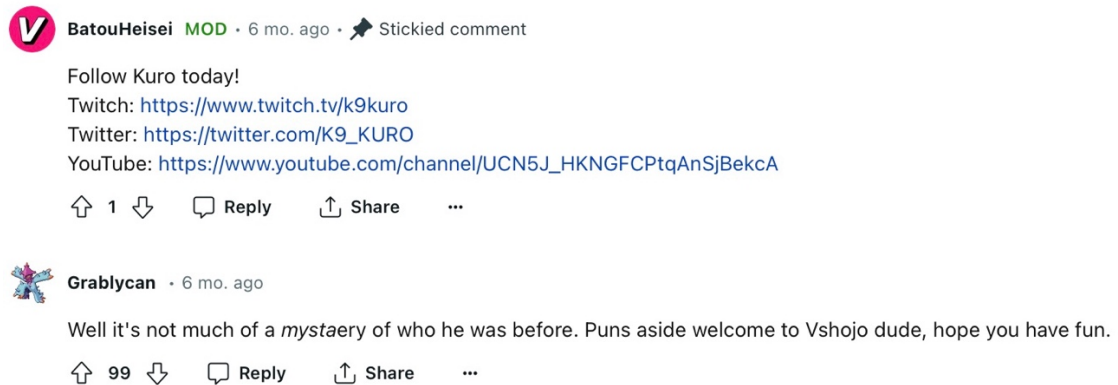 BatouHeisei MOD · 6 mo. ago · Stickied comment
Follow Kuro today!
Twitch: https://www.twitch.tv/k9kuro
Twitter: https://twitter.com/K9_KURO
YouTube: https://www.youtube.com/channel/UCN5J_HKNGFCPtqAnSjBekcA
1 Reply Share ...
Grablycan · 6 mo. ago
Well it's not much of a mystaery of who he was before. Puns aside welcome to Vshojo dude, hope you have fun.
99 Reply Share ...